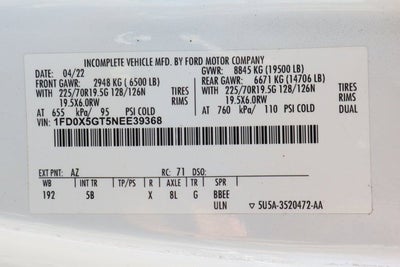 INCOMPLETE VEHICLE MFD. BY FORD MOTOR COMPANY
DATE: 04/22 GVWR: 8845 KG (19500 LB)
FRONT GAWR: 2948 KG (6500 LB) REAR GAWR: 6671 KG (14706 LB)
WITH 225/70R19.5G 128/126N TIRES WITH 225/70R19.5G 128/126N TIRES
19.5X6.0RW RIMS 19.5X6.0RW RIMS
AT 655 kPa/ 95 PSI COLD AT 760 kPa/ 110 PSI COLD
VIN: 1FD0X5GT5NEE39368 DUAL
EXT PNT: AZ RC: 71 DSO:
WB INT TR TP/PS R AXLE TR SPR
192 5B X 8L G BBEE
ULN 5U5A-3520472-AA